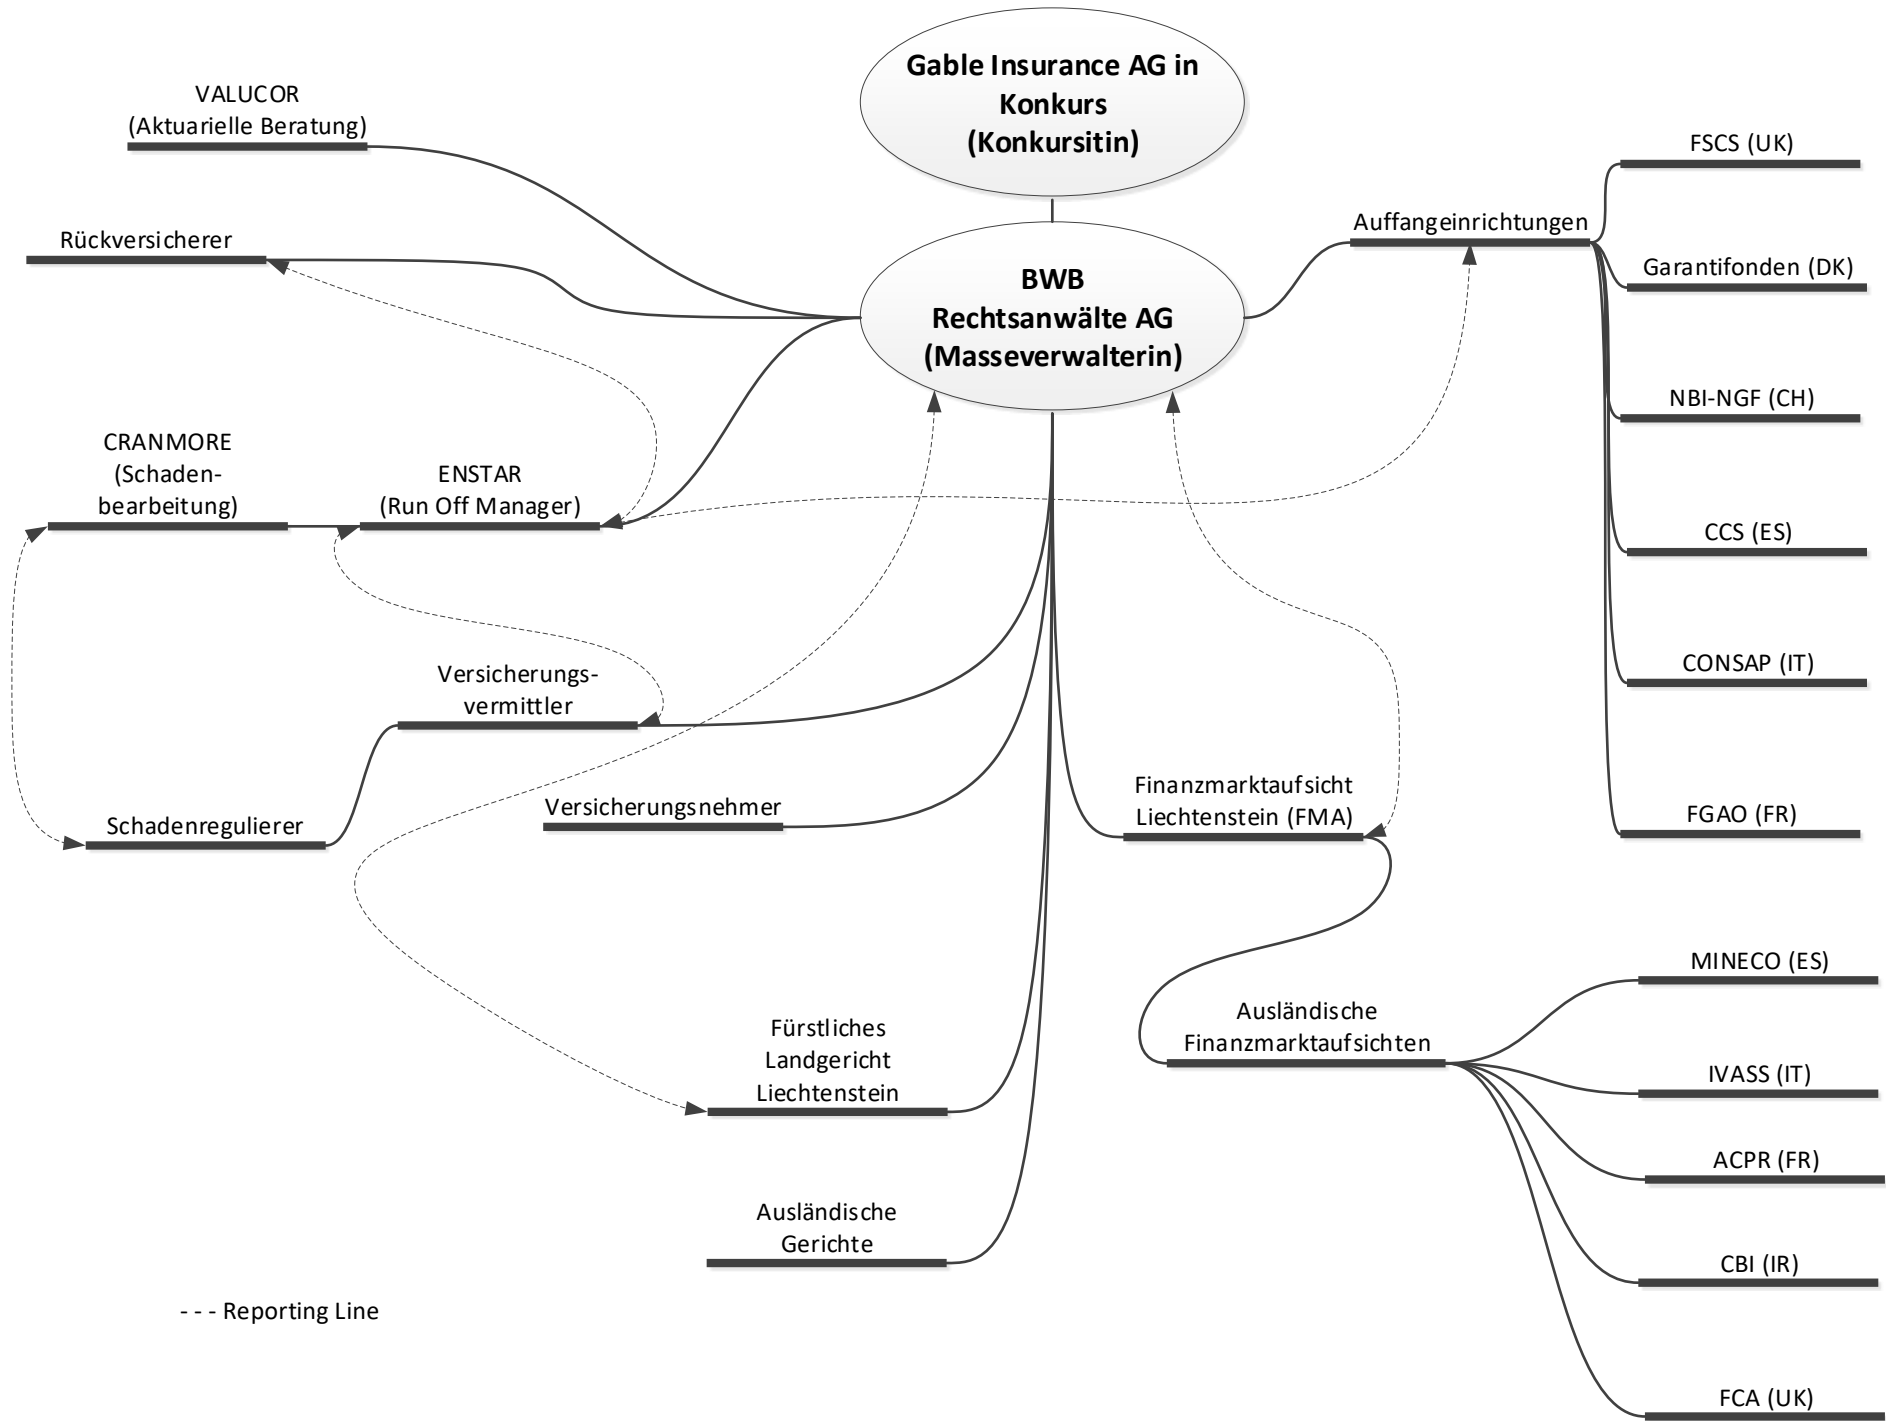 Gable Insurance AG in
Konkurs
(Konkursitin)
BWB
Rechtsanwälte AG
(Masseverwalterin)
VALUCOR
(Aktuarielle Beratung)
Rückversicherer
CRANMORE
(Schaden-
bearbeitung)
ENSTAR
(Run Off Manager)
Versicherungs-
vermittler
Schadenregulierer
Versicherungsnehmer
Fürstliches
Landgericht
Liechtenstein
Ausländische
Gerichte
Finanzmarktaufsicht
Liechtenstein (FMA)
Ausländische
Finanzmarktaufsichten
Auffangeinrichtungen
FSCS (UK)
Garantifonden (DK)
NBI-NGF (CH)
CCS (ES)
CONSAP (IT)
FGAO (FR)
MINECO (ES)
IVASS (IT)
ACPR (FR)
CBI (IR)
FCA (UK)
- - - Reporting Line